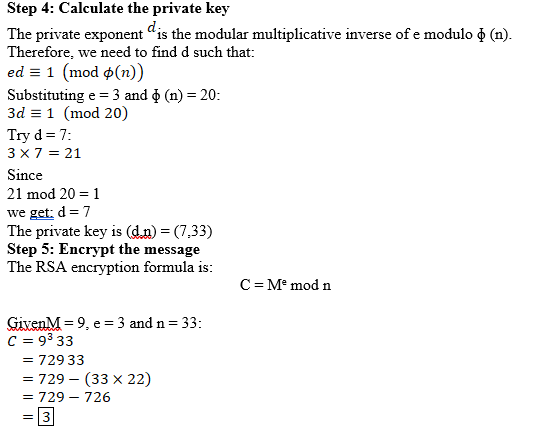 Step 4: Calculate the private key
The private exponent d is the modular multiplicative inverse of e modulo ϕ (n).
Therefore, we need to find d such that:
ed ≡ 1 (mod ϕ(n))
Substituting e = 3 and ϕ (n) = 20:
3d ≡ 1 (mod 20)
Try d = 7:
3 × 7 = 21
Since
21 mod 20 = 1
we get: d = 7
The private key is (d,n) = (7,33)
Step 5: Encrypt the message
The RSA encryption formula is:
C = Mᵉ mod n
GivenM = 9, e = 3 and n = 33:
C = 9³ 33
= 729 33
= 729 − (33 × 22)
= 729 − 726
= 3